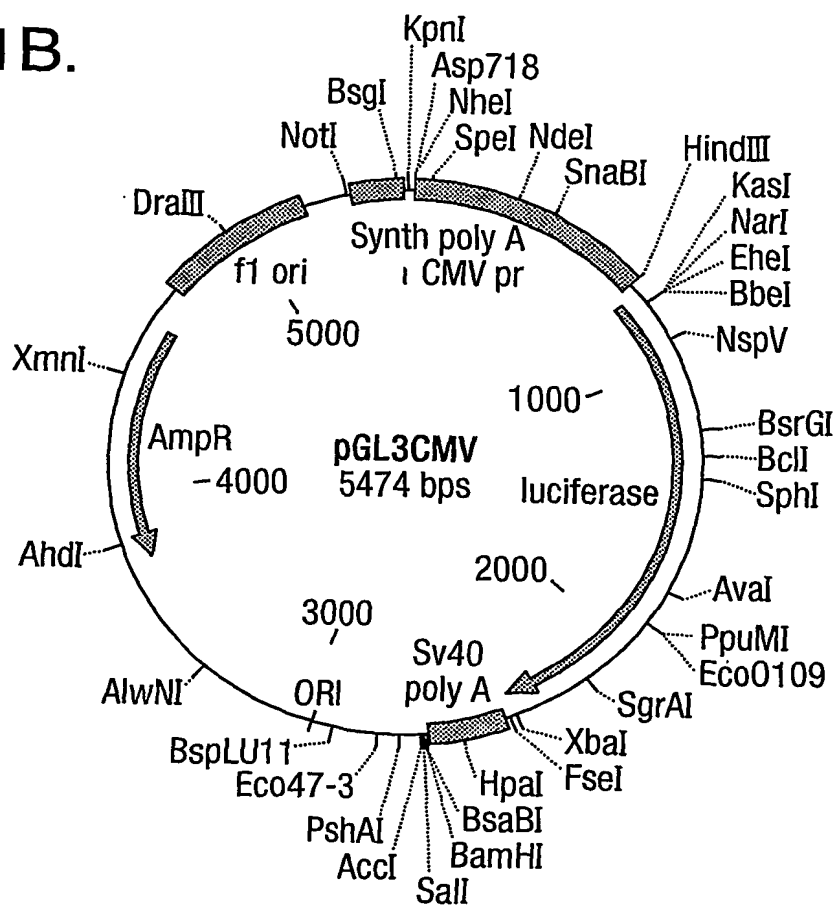 1B.
KpnI
Asp718
BsgI
NheI
NotI
SpeI
NdeI
HindIII
SnaBI
KasI
DraIII
NarI
Synth poly A
EheI
f1 ori
CMV pr
BbeI
5000
NspV
XmnI
1000
BsrGI
AmpR
pGL3CMV
BclI
4000
5474 bps
luciferase
SphI
AhdI
2000
AvaI
3000
PpuMI
Sv40
EcoO109
poly A
AlwNI
ORI
SgrAI
XbaI
BspLU11
FseI
Eco47-3
HpaI
PshAI
BsaBI
AccI
BamHI
SalI